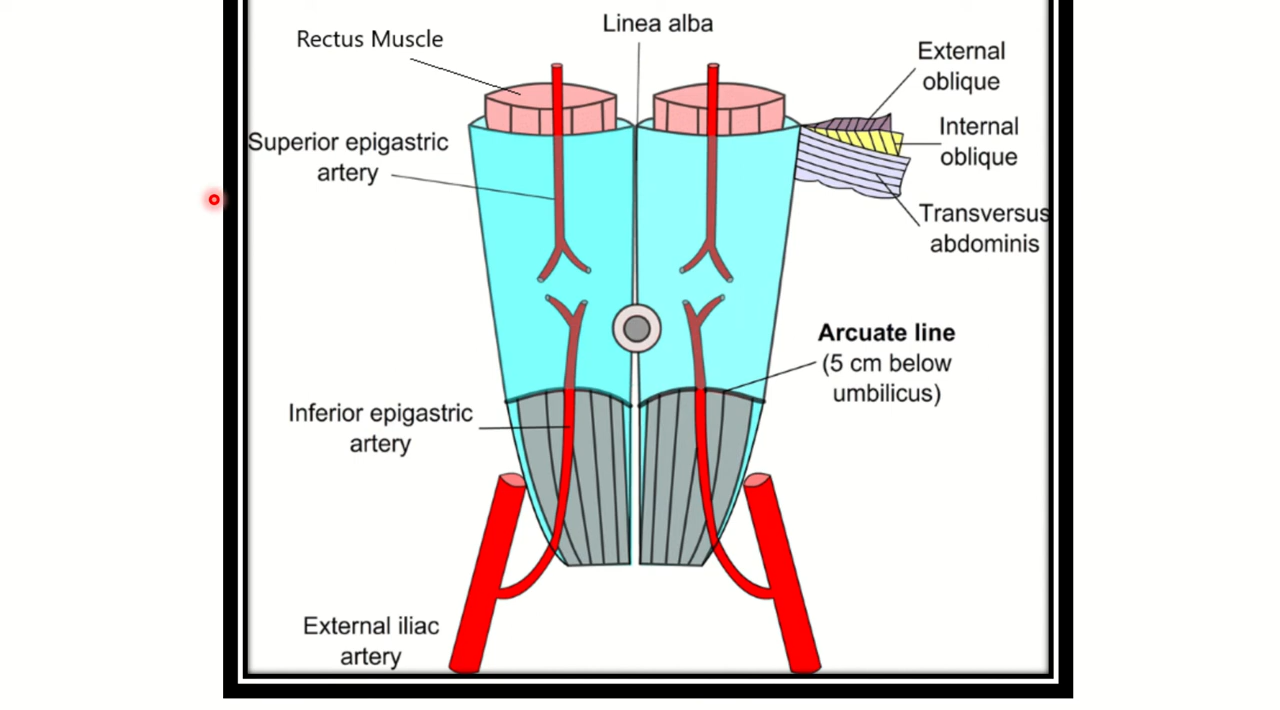 Linea alba
Rectus Muscle
External
oblique
Internal
oblique
Superior epigastric
artery
Transversus
abdominis
Arcuate line
(5 cm below
umbilicus)
Inferior epigastric
artery
External iliac
artery